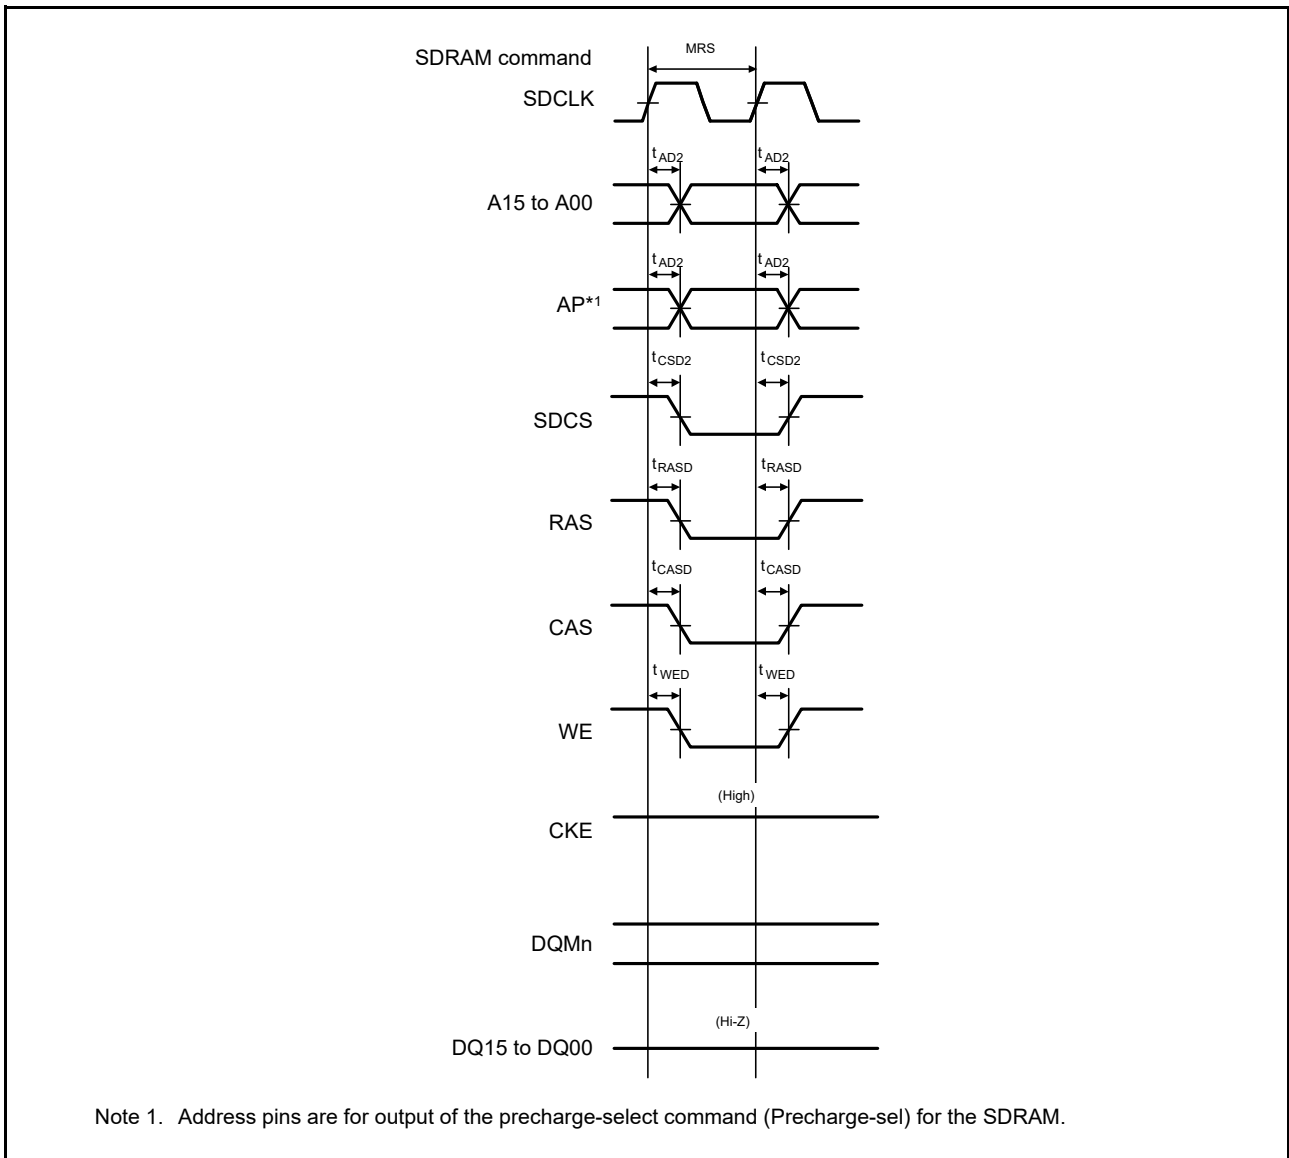 MRS
SDRAM command
SDCLK
tAD2 tAD2
A15 to A00
tAD2 tAD2
AP*1
tCSD2 tCSD2
SDCS
tRASD tRASD
RAS
tCASD tCASD
CAS
tWED tWED
WE
(High)
CKE
DQMn
(Hi-Z)
DQ15 to DQ00
Note 1. Address pins are for output of the precharge-select command (Precharge-sel) for the SDRAM.